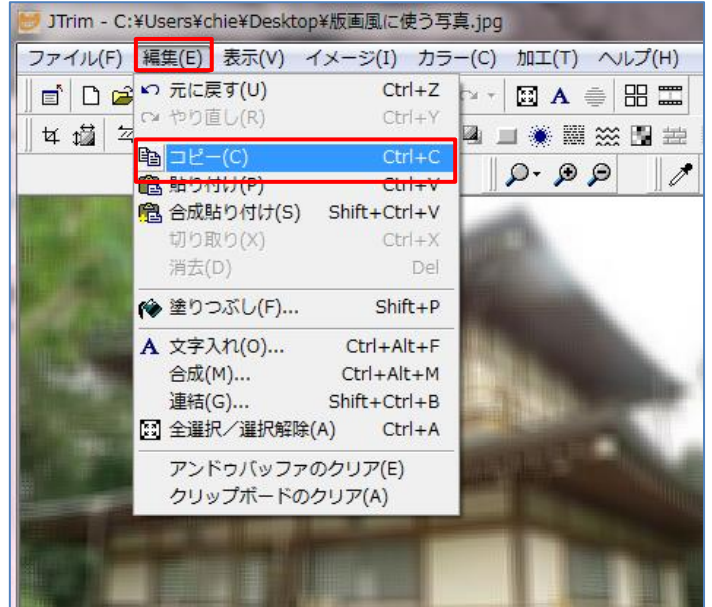 JTrim - C:¥Users¥chie¥Desktop¥版画風に使う写真.jpg
ファイル(F) 編集(E) 表示(V) イメージ(I) カラー(C) 加工(T) ヘルプ(H)
元に戻す(U) Ctrl+Z
やり直し(R) Ctrl+Y
コピー(C) Ctrl+C
貼り付け(P) Ctrl+V
合成貼り付け(S) Shift+Ctrl+V
切り取り(X) Ctrl+X
消去(D) Del
塗りつぶし(F)... Shift+P
A 文字入れ(O)... Ctrl+Alt+F
合成(M)... Ctrl+Alt+M
連結(G)... Shift+Ctrl+B
全選択／選択解除(A) Ctrl+A
アンドゥバッファのクリア(E)
クリップボードのクリア(A)